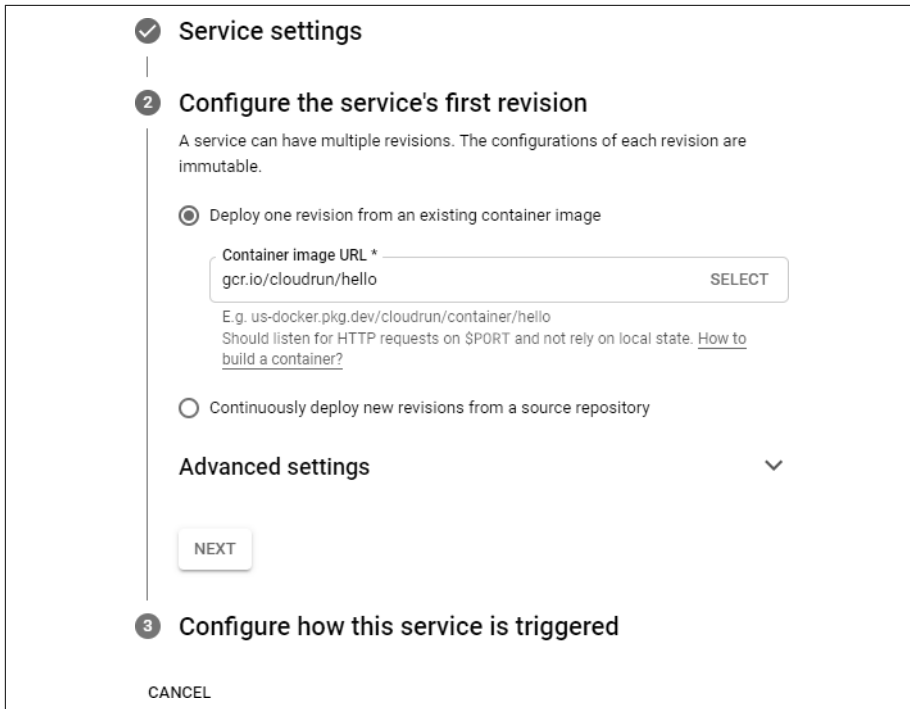 Service settings
2 Configure the service's first revision
A service can have multiple revisions. The configurations of each revision are
immutable.
Deploy one revision from an existing container image
Container image URL *
gcr.io/cloudrun/hello SELECT
E.g. us-docker.pkg.dev/cloudrun/container/hello
Should listen for HTTP requests on $PORT and not rely on local state. How to
build a container?
Continuously deploy new revisions from a source repository
Advanced settings
NEXT
3 Configure how this service is triggered
CANCEL